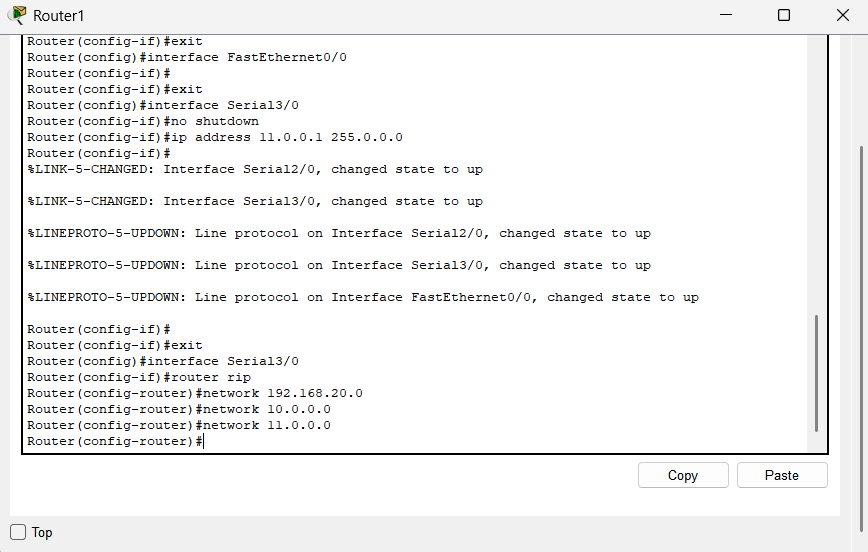 Router1
Router(config-if)#exit
Router(config)#interface FastEthernet0/0
Router(config-if)#
Router(config-if)#exit
Router(config)#interface Serial3/0
Router(config-if)#no shutdown
Router(config-if)#ip address 11.0.0.1 255.0.0.0
Router(config-if)#
%LINK-5-CHANGED: Interface Serial2/0, changed state to up
%LINK-5-CHANGED: Interface Serial3/0, changed state to up
%LINEPROTO-5-UPDOWN: Line protocol on Interface Serial2/0, changed state to up
%LINEPROTO-5-UPDOWN: Line protocol on Interface Serial3/0, changed state to up
%LINEPROTO-5-UPDOWN: Line protocol on Interface FastEthernet0/0, changed state to up
Router(config-if)#
Router(config-if)#exit
Router(config)#interface Serial3/0
Router(config-if)#router rip
Router(config-router)#network 192.168.20.0
Router(config-router)#network 10.0.0.0
Router(config-router)#network 11.0.0.0
Router(config-router)#
Copy Paste
Top